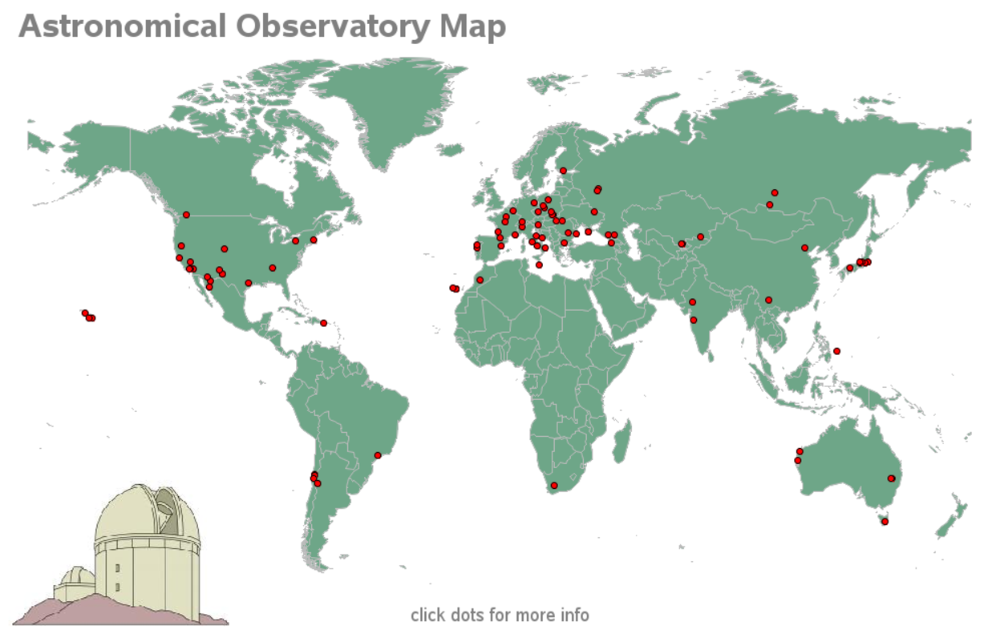 Astronomical Observatory Map
click dots for more info